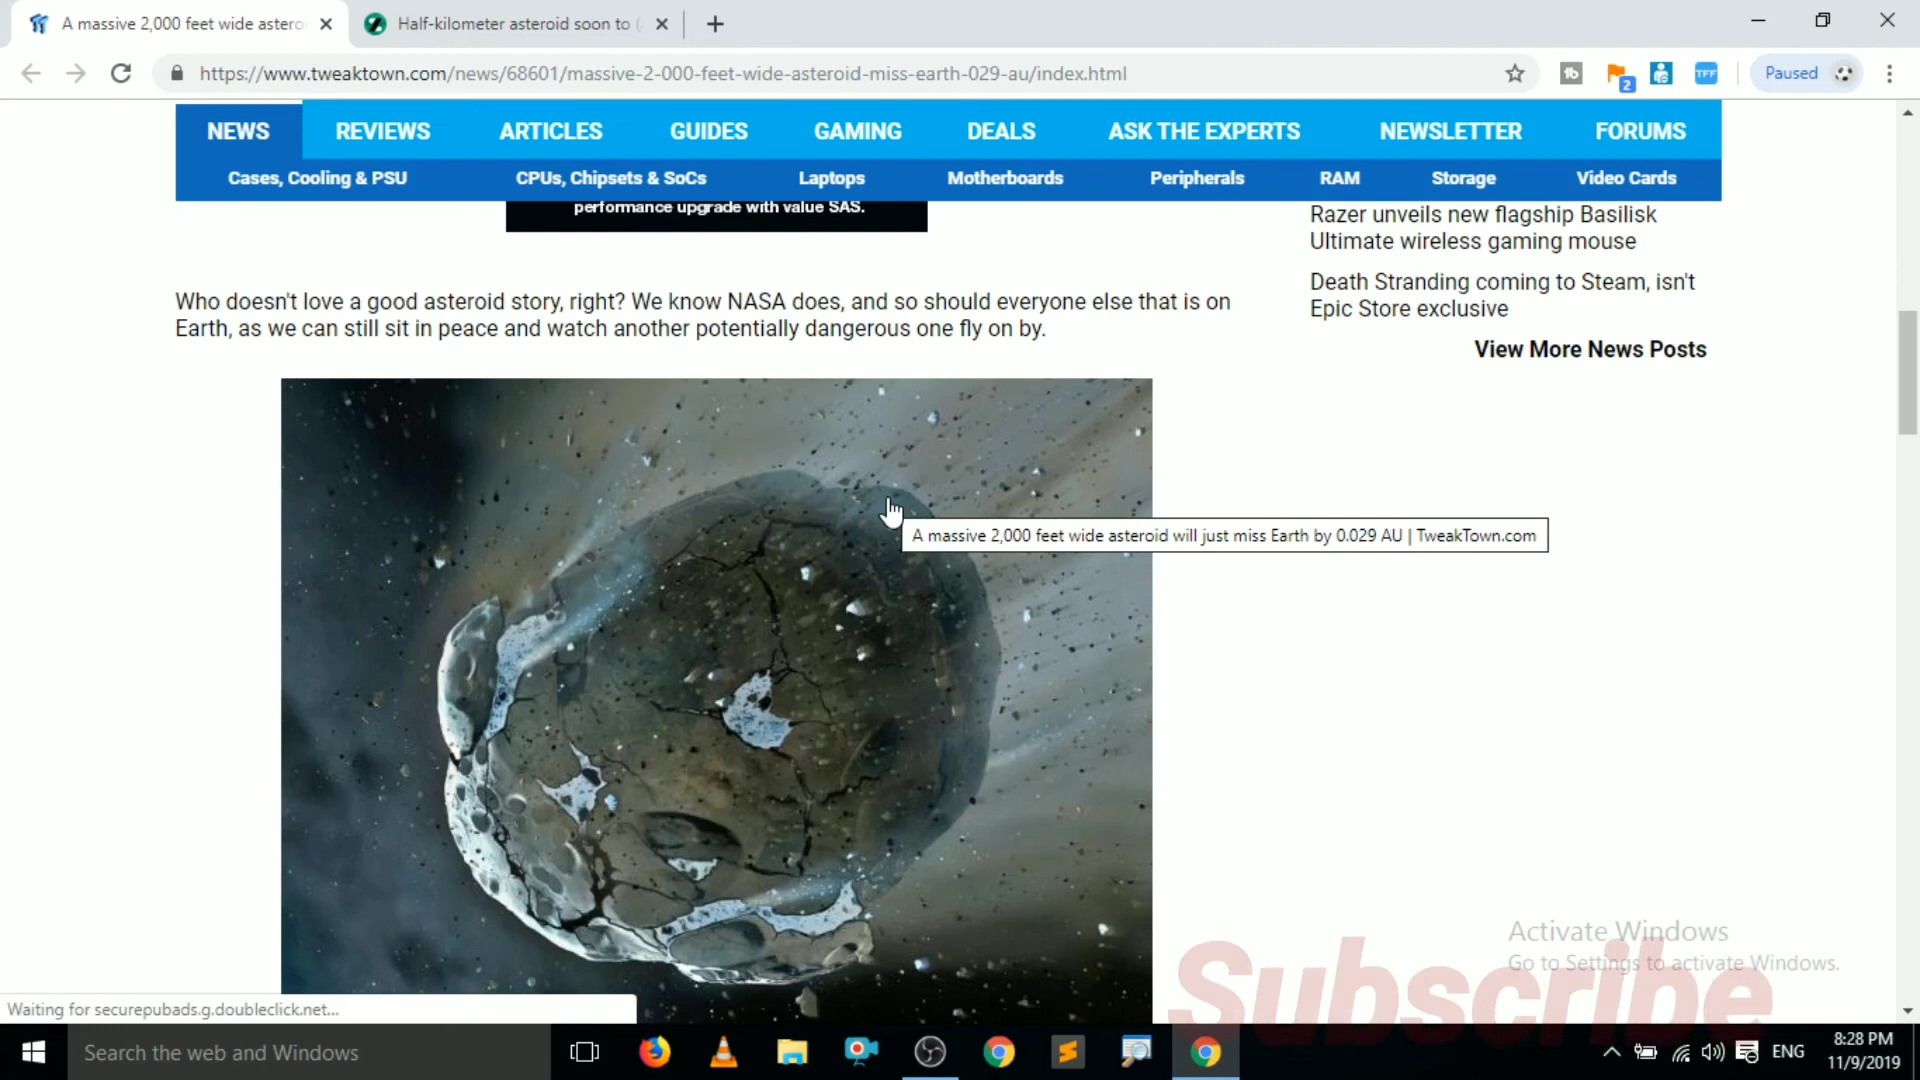 A massive 2,000 feet wide astero
Half-kilometer asteroid soon to (
https://www.tweaktown.com/news/68601/massive-2-000-feet-wide-asteroid-miss-earth-029-au/index.html
2
TFF
Paused
NEWS REVIEWS ARTICLES GUIDES GAMING DEALS ASK THE EXPERTS NEWSLETTER FORUMS
Cases, Cooling & PSU CPUs, Chipsets & SoCs Laptops Motherboards Peripherals RAM Storage Video Cards
performance upgrade with value SAS.
Razer unveils new flagship Basilisk
Ultimate wireless gaming mouse
Death Stranding coming to Steam, isn't
Epic Store exclusive
View More News Posts
Who doesn't love a good asteroid story, right? We know NASA does, and so should everyone else that is on
Earth, as we can still sit in peace and watch another potentially dangerous one fly on by.
A massive 2,000 feet wide asteroid will just miss Earth by 0.029 AU | TweakTown.com
Activate Windows
Go to Settings to activate Windows.
Subscribe
Waiting for securepubads.g.doubleclick.net...
Search the web and Windows
ENG
8:28 PM
11/9/2019